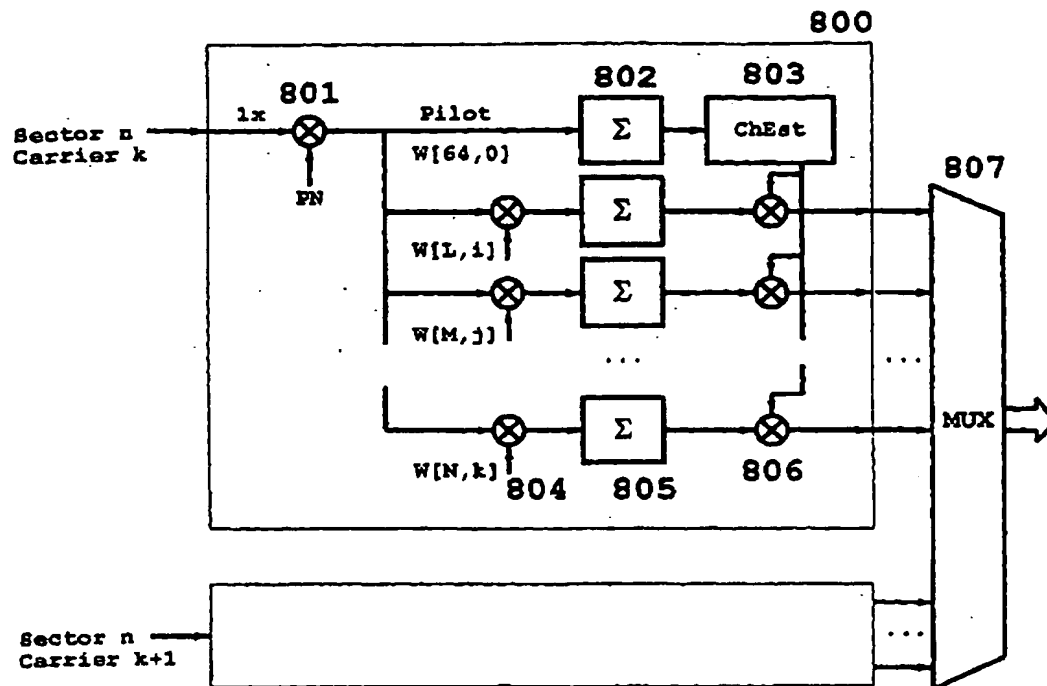 800
801
802
803
1x
Pilot
Σ
ChEst
Sector n
Carrier k
W[64,0]
PN
807
Σ
W[L,i]
Σ
W[M,j]
...
...
Σ
MUX
W[N,k]
804
805
806
Sector n
Carrier k+1
...